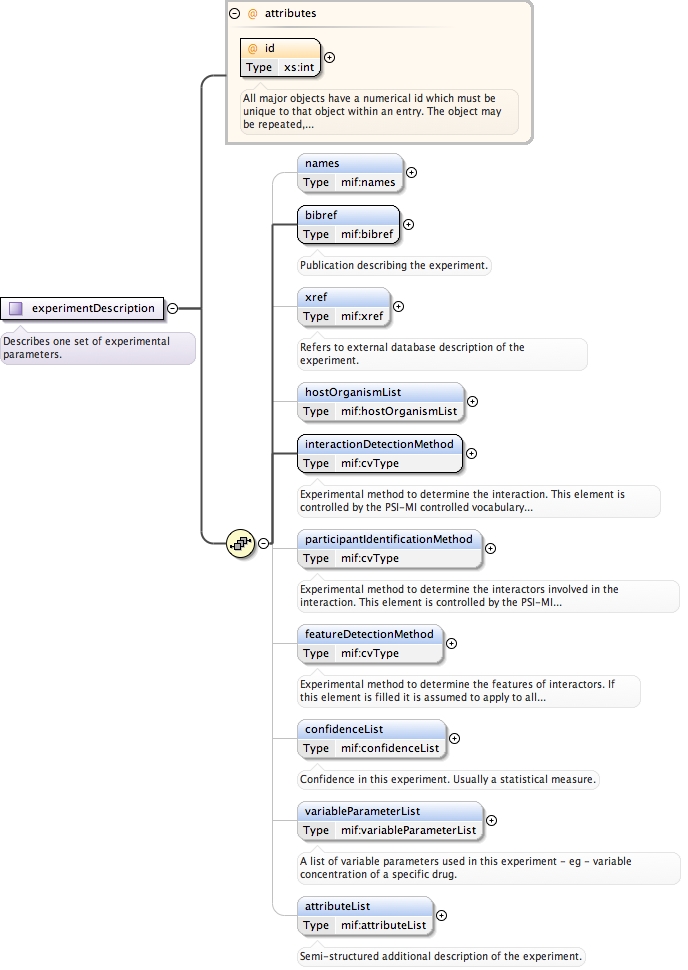 @ attributes
@ id
Type xs:int
All major objects have a numerical id which must be
unique to that object within an entry. The object may
be repeated,...
names
Type mif:names
bibref
Type mif:bibref
Publication describing the experiment.
experimentDescription
Describes one set of experimental
parameters.
xref
Type mif:xref
Refers to external database description of the
experiment.
hostOrganismList
Type mif:hostOrganismList
interactionDetectionMethod
Type mif:cvType
Experimental method to determine the interaction. This element is
controlled by the PSI-MI controlled vocabulary...
participantIdentificationMethod
Type mif:cvType
Experimental method to determine the interactors involved in the
interaction. This element is controlled by the PSI-MI...
featureDetectionMethod
Type mif:cvType
Experimental method to determine the features of interactors. If
this element is filled it is assumed to apply to all...
confidenceList
Type mif:confidenceList
Confidence in this experiment. Usually a statistical measure.
variableParameterList
Type mif:variableParameterList
A list of variable parameters used in this experiment - eg - variable
concentration of a specific drug.
attributeList
Type mif:attributeList
Semi-structured additional description of the experiment.